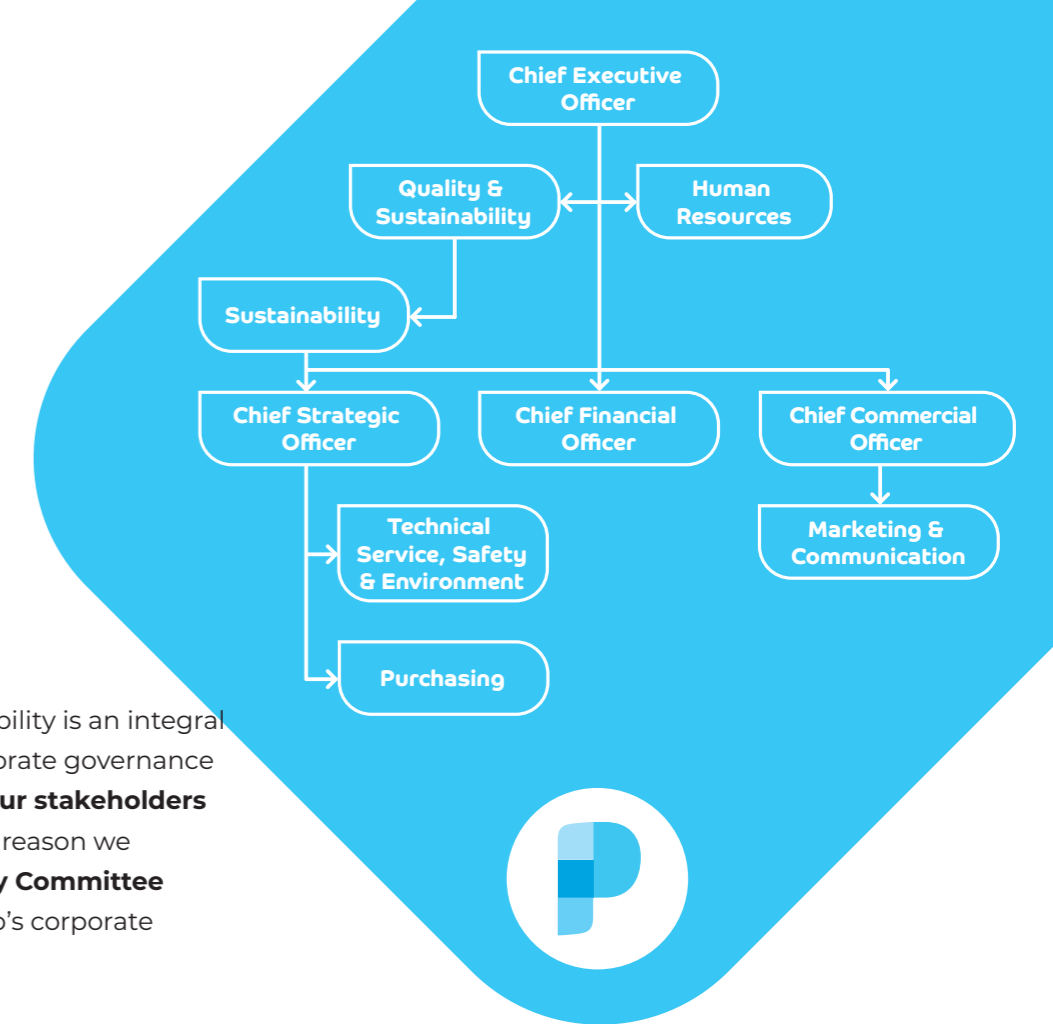 Chief Executive
Officer
Quality &
Sustainability
Human
Resources
Sustainability
Chief Strategic
Officer
Chief Financial
Officer
Chief Commercial
Officer
Technical
Service, Safety
& Environment
Marketing &
Communication
Purchasing
bility is an integral
orate governance
ur stakeholders
reason we
y Committee
o's corporate
P